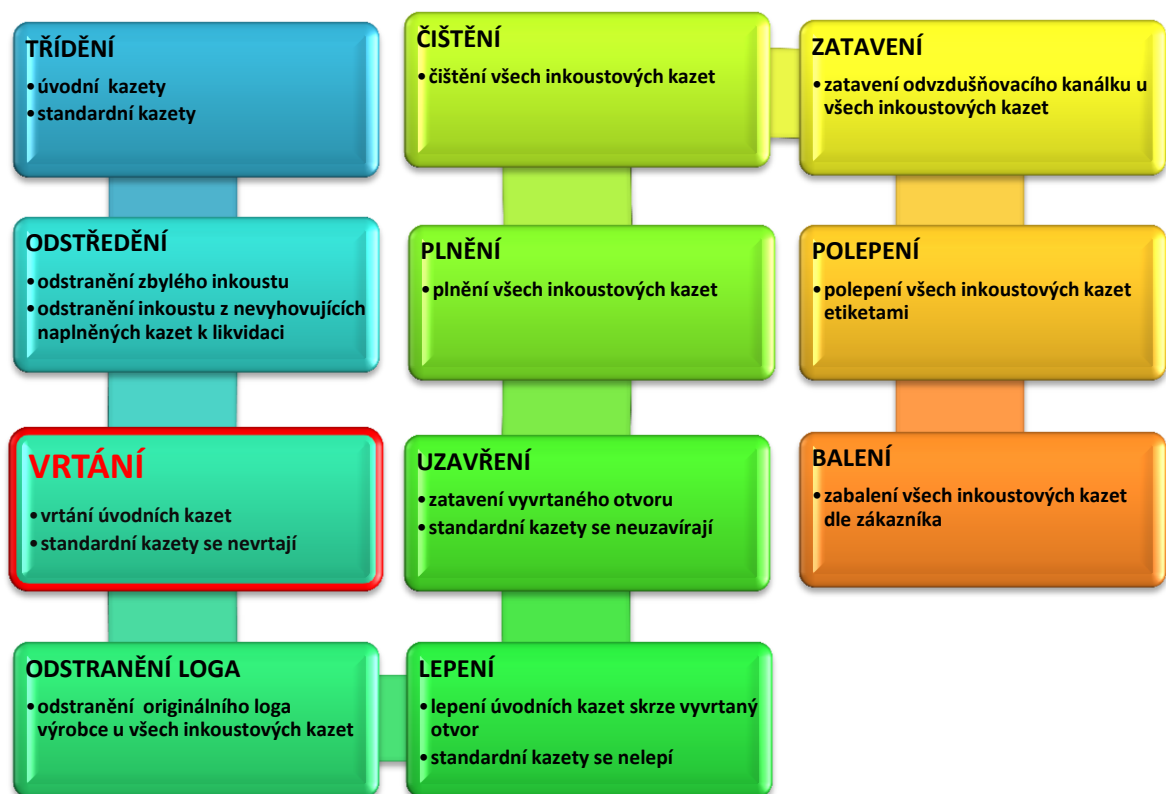 TŘÍDĚNÍ
•úvodní  kazety
•standardní kazety
ODSTŘEDĚNÍ
•odstranění zbylého inkoustu
•odstranění inkoustu z nevyhovujících
naplněných kazet k likvidaci
VRTÁNÍ
•vrtání úvodních kazet
•standardní kazety se nevrtají
ODSTRANĚNÍ LOGA
•odstranění  originálního loga
výrobce u všech inkoustových kazet
LEPENÍ
•lepení úvodních kazet skrze vyvrtaný
otvor
•standardní kazety se nelepí
UZAVŘENÍ
•zatavení vyvrtaného otvoru
•standardní kazety se neuzavírají
PLNĚNÍ
•plnění všech inkoustových kazet
ČIŠTĚNÍ
•čištění všech inkoustových kazet
ZATAVENÍ
•zatavení odvzdušňovacího kanálku u
všech inkoustových kazet
POLEPENÍ
•polepení všech inkoustových kazet
etiketami
BALENÍ
•zabalení všech inkoustových kazet
dle zákazníka